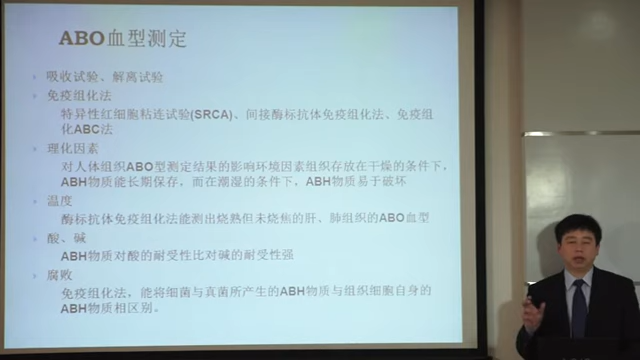 ABO血型测定
吸收试验、解离试验
免疫组化法
特异性红细胞粘连试验(SRCA)、间接酶标抗体免疫组化法、免疫组
化ABC法
理化因素
对人体组织ABO型测定结果的影响环境因素组织存放在干燥的条件下，
ABH物质能长期保存，而在潮湿的条件下，ABH物质易于破坏
温度
酶标抗体免疫组化法能测出烧熟但未烧焦的肝、肺组织的ABO血型
酸、碱
ABH物质对酸的耐受性比对碱的耐受性强
腐败
免疫组化法，能将细菌与真菌所产生的ABH物质与组织细胞自身的
ABH物质相区别。